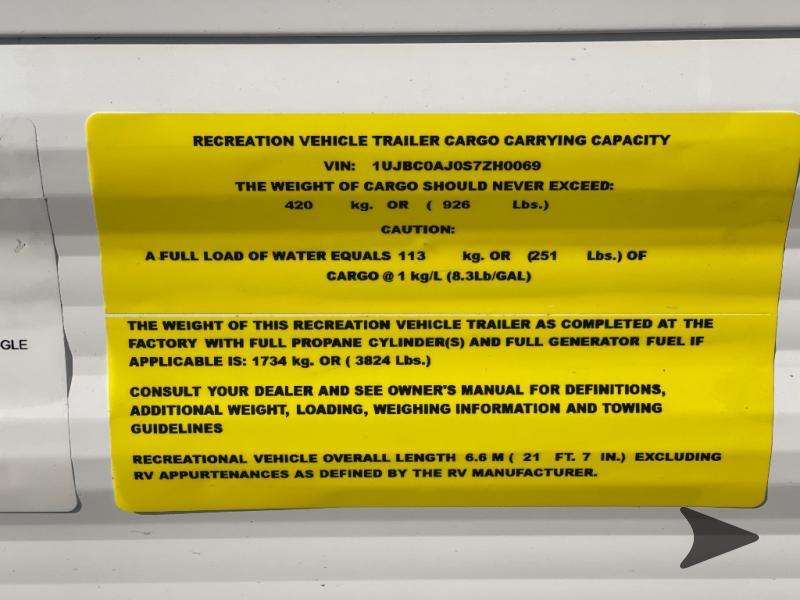 RECREATION VEHICLE TRAILER CARGO CARRYING CAPACITY
VIN: 1UJBC0AJ0S7ZH0069
THE WEIGHT OF CARGO SHOULD NEVER EXCEED:
420 kg. OR ( 926 Lbs.)
CAUTION:
A FULL LOAD OF WATER EQUALS 113 kg. OR (251 Lbs.) OF
CARGO @ 1 kg/L (8.3Lb/GAL)
THE WEIGHT OF THIS RECREATION VEHICLE TRAILER AS COMPLETED AT THE
FACTORY WITH FULL PROPANE CYLINDER(S) AND FULL GENERATOR FUEL IF
APPLICABLE IS: 1734 kg. OR ( 3824 Lbs.)
CONSULT YOUR DEALER AND SEE OWNER'S MANUAL FOR DEFINITIONS,
ADDITIONAL WEIGHT, LOADING, WEIGHING INFORMATION AND TOWING
GUIDELINES
RECREATIONAL VEHICLE OVERALL LENGTH 6.6 M ( 21 FT. 7 IN.) EXCLUDING
RV APPURTENANCES AS DEFINED BY THE RV MANUFACTURER.
GLE